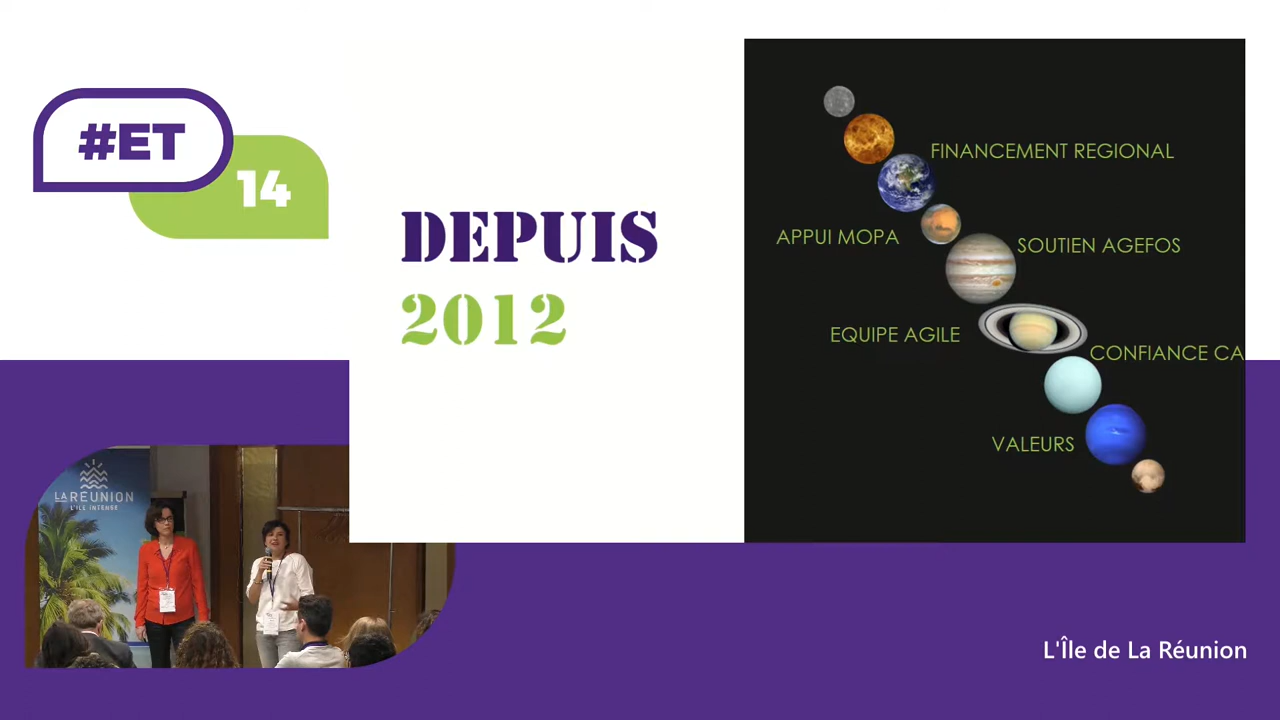 #ET
14
DEPUIS
2012
FINANCEMENT REGIONAL
APPUI MOPA
SOUTIEN AGEFOS
EQUIPE AGILE
CONFIANCE CA
VALEURS
LA RÉUNION
L'ÎLE INTENSE
L'Île de La Réunion